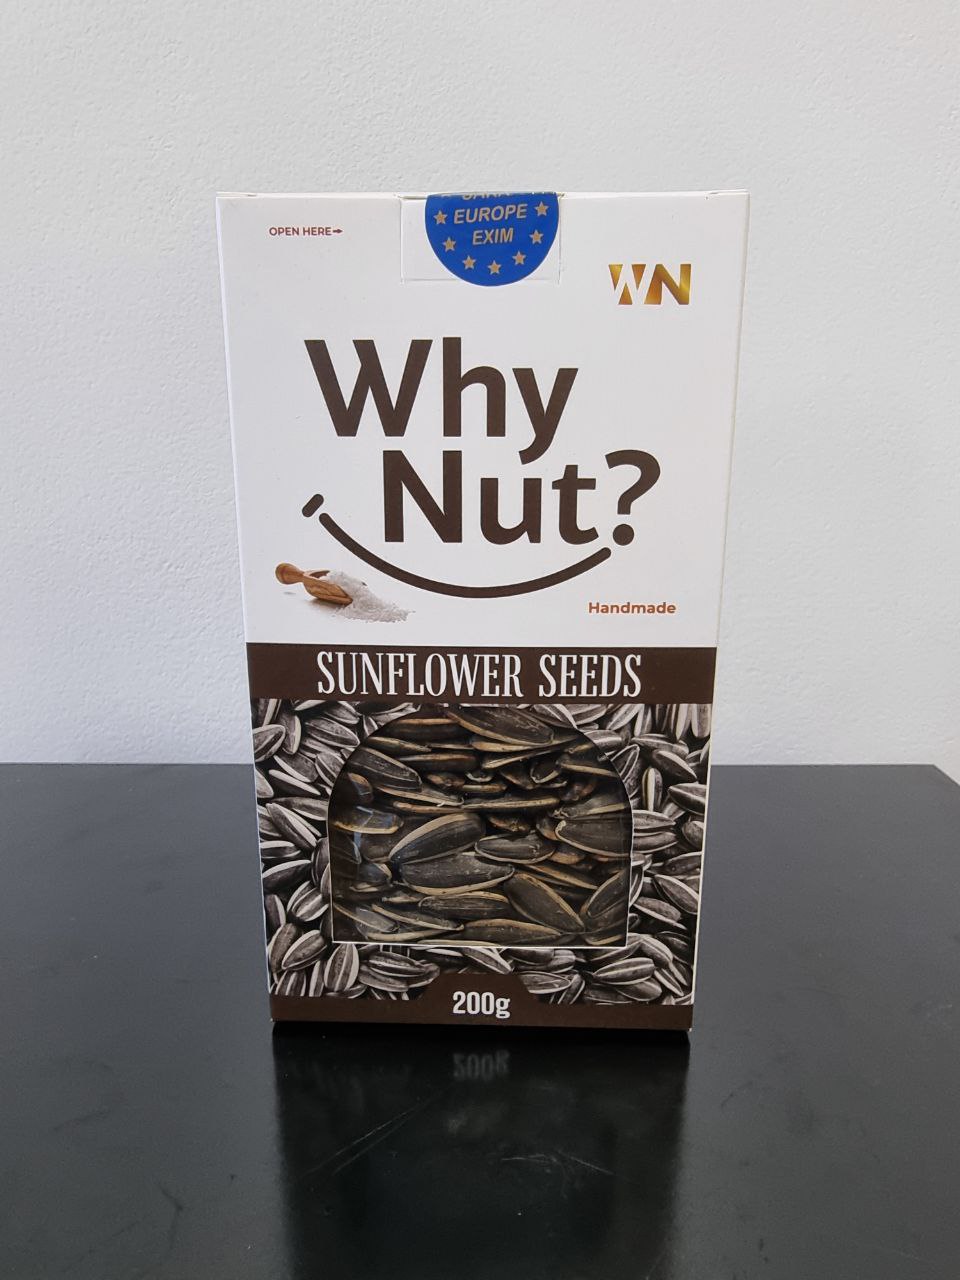 EUROPE
EXIM
OPEN HERE
WN
Why
Nut?
Handmade
SUNFLOWER SEEDS
200g